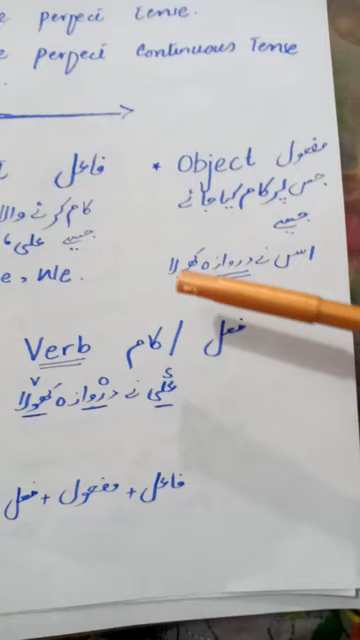 e perfect tense.
e perfect continuous Tense
فاعل
* Object مفعول
کام کرنے والا
جس پر کام کیا جائے
جیسے علی،
جیسے
اس نے دروازہ کھولا
e, we.
Verb کام / فعل
علی نے دروازہ کھولا
S O V
فاعل + مفعول + فعل